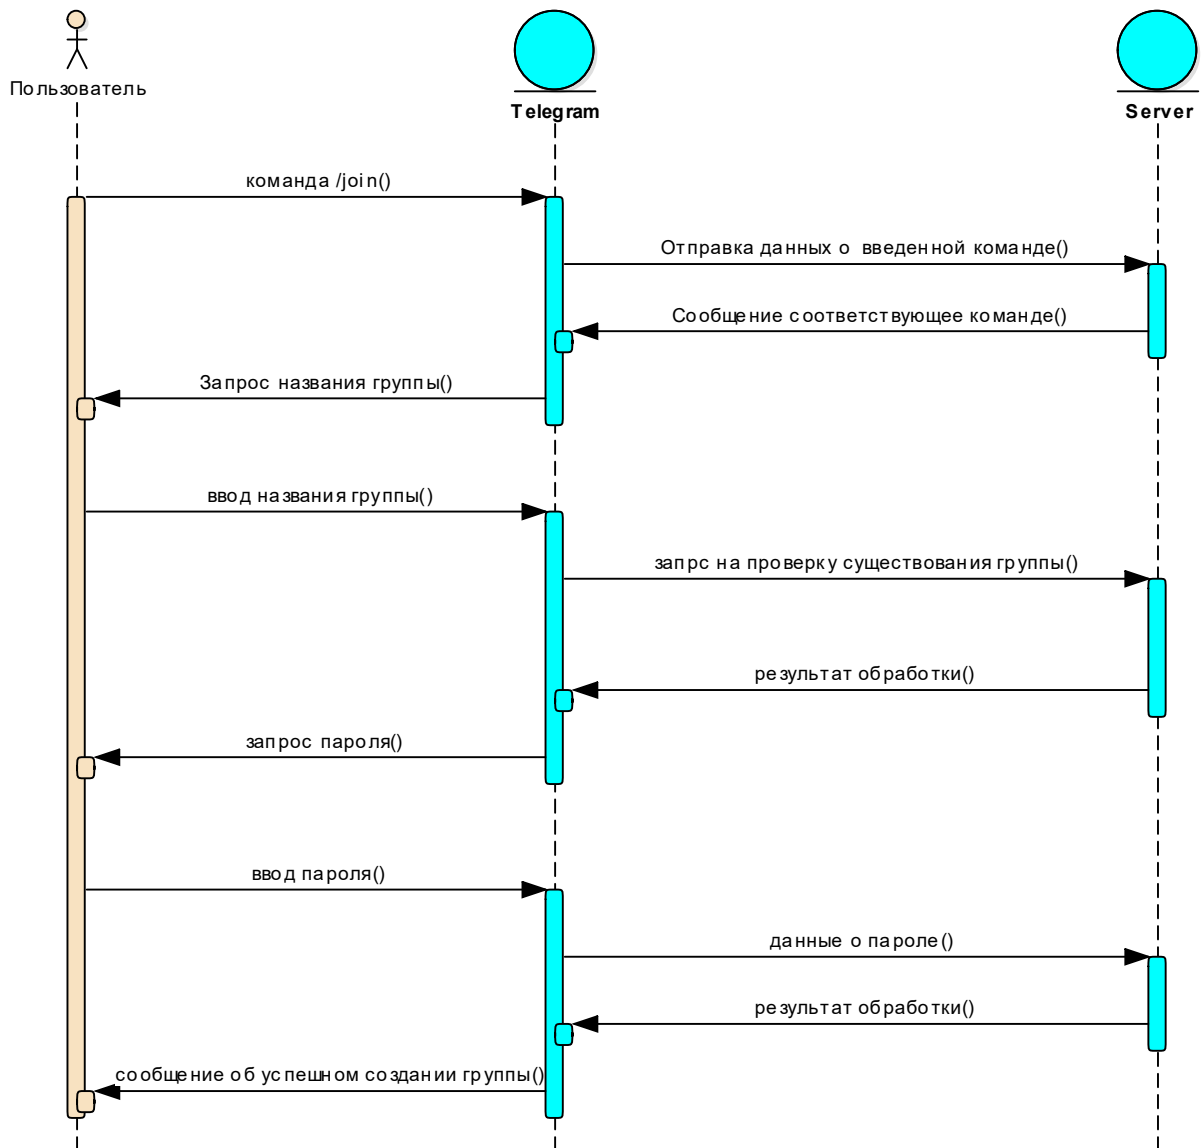 Пользователь
Telegram
Server
команда /join()
Отправка данных о введенной команде()
Сообщение соответствующее команде()
Запрос названия группы()
ввод названия группы()
запрс на проверку существования группы()
результат обработки()
запрос пароля()
ввод пароля()
данные о пароле()
результат обработки()
сообщение об успешном создании группы()